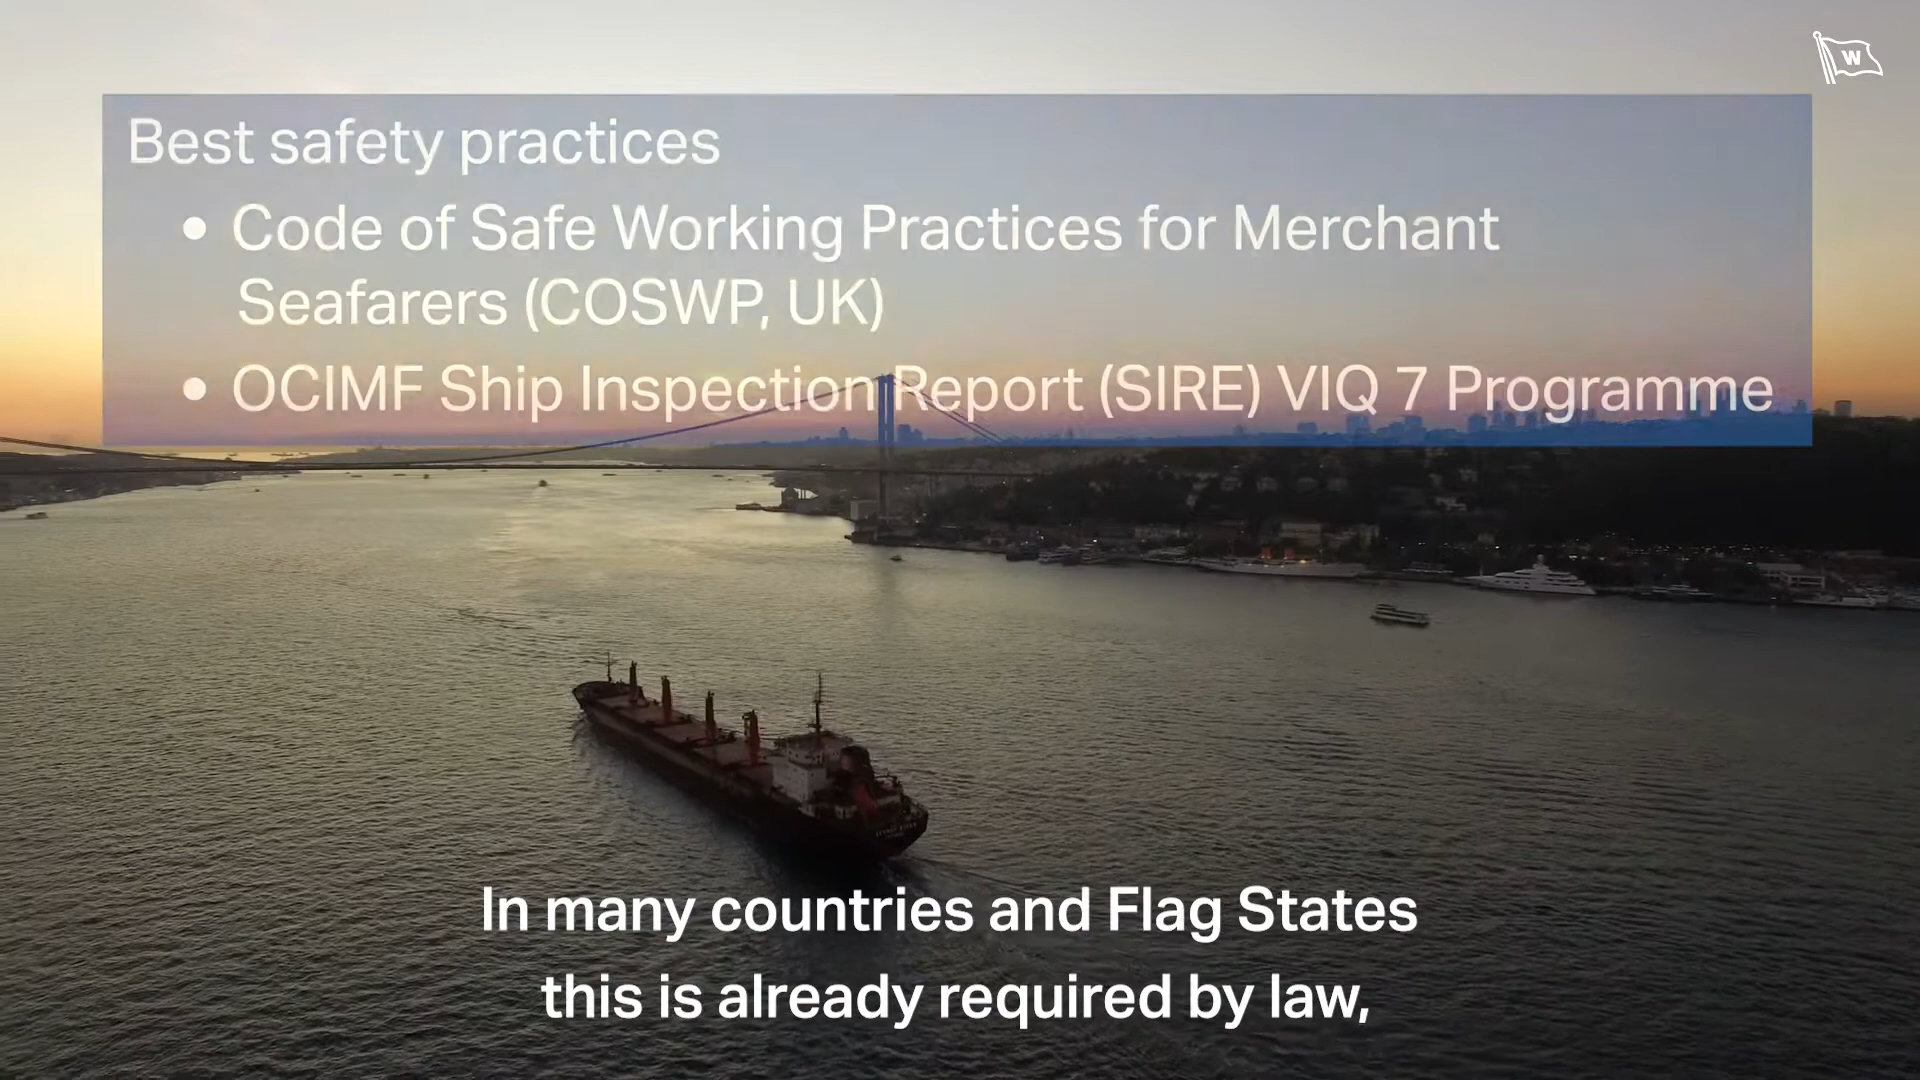 W
Best safety practices
• Code of Safe Working Practices for Merchant
Seafarers (COSWP, UK)
• OCIMF Ship Inspection Report (SIRE) VIQ 7 Programme
In many countries and Flag States
this is already required by law,